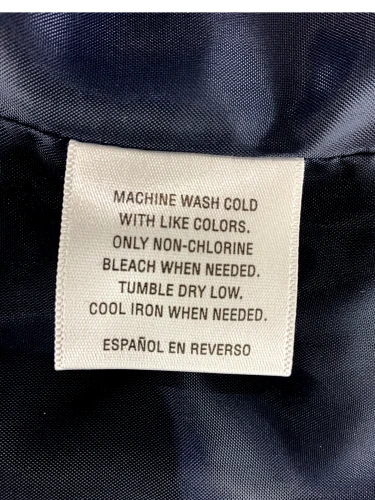 MACHINE WASH COLD
WITH LIKE COLORS.
ONLY NON-CHLORINE
BLEACH WHEN NEEDED.
TUMBLE DRY LOW.
COOL IRON WHEN NEEDED.
ESPAÑOL EN REVERSO